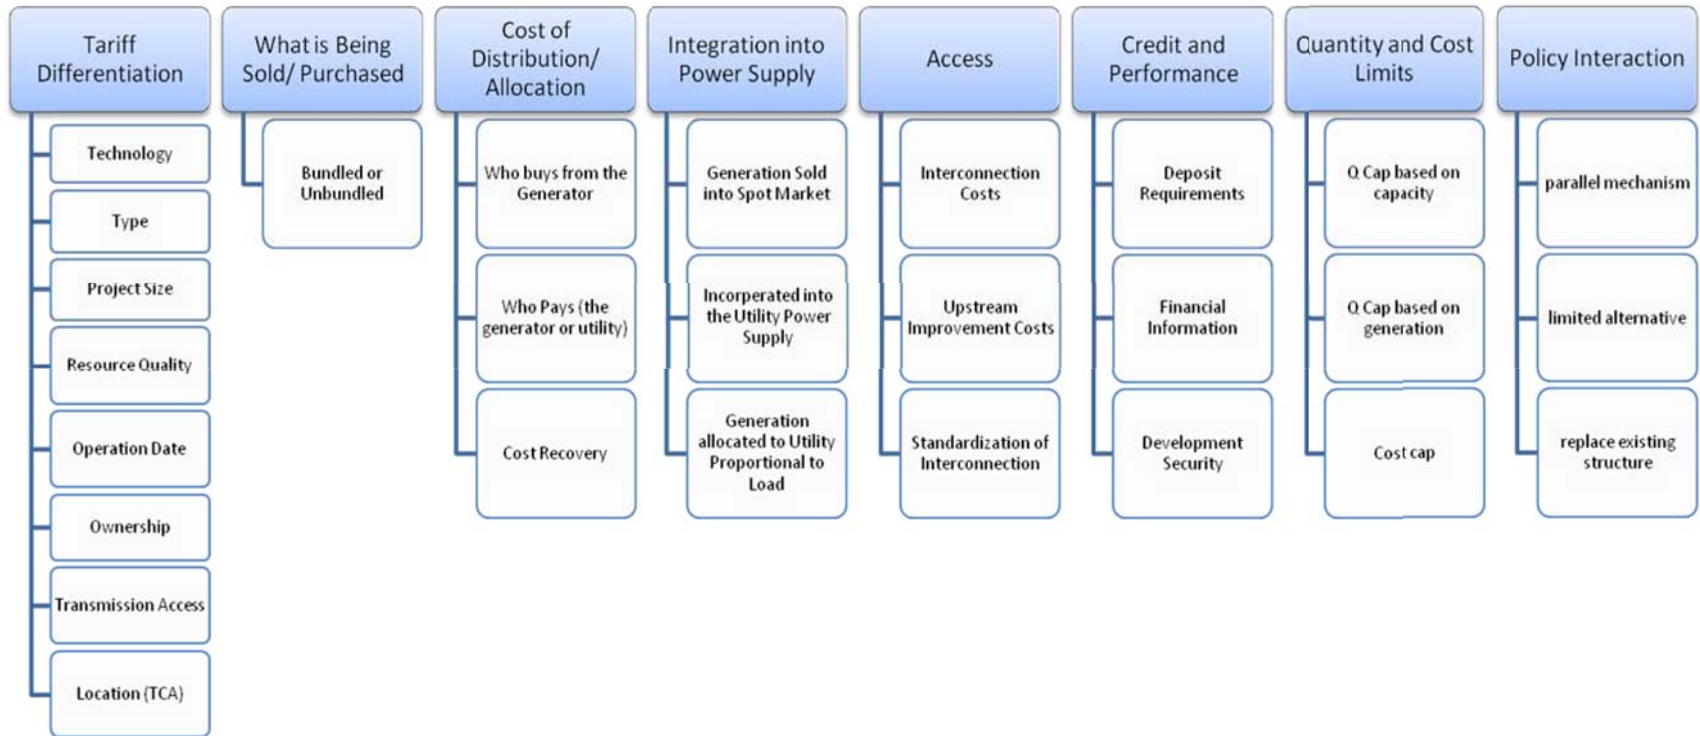 Tariff
Differentiation
Technology
Type
Project Size
Resource Quality
Operation Date
Ownership
Transmission Access
Location (TCA)
What is Being
Sold/ Purchased
Bundled or
Unbundled
Cost of
Distribution/
Allocation
Who buys from the
Generator
Who Pays (the
generator or utility)
Cost Recovery
Integration into
Power Supply
Generation Sold
into Spot Market
Incorperated into
the Utility Power
Supply
Generation
allocated to Utility
Proportional to
Load
Access
Interconnection
Costs
Upstream
Improvement Costs
Standardization of
Interconnection
Credit and
Performance
Deposit
Requirements
Financial
Information
Development
Security
Quantity and Cost
Limits
Q Cap based on
capacity
Q Cap based on
generation
Cost cap
Policy Interaction
parallel mechanism
limited alternative
replace existing
structure